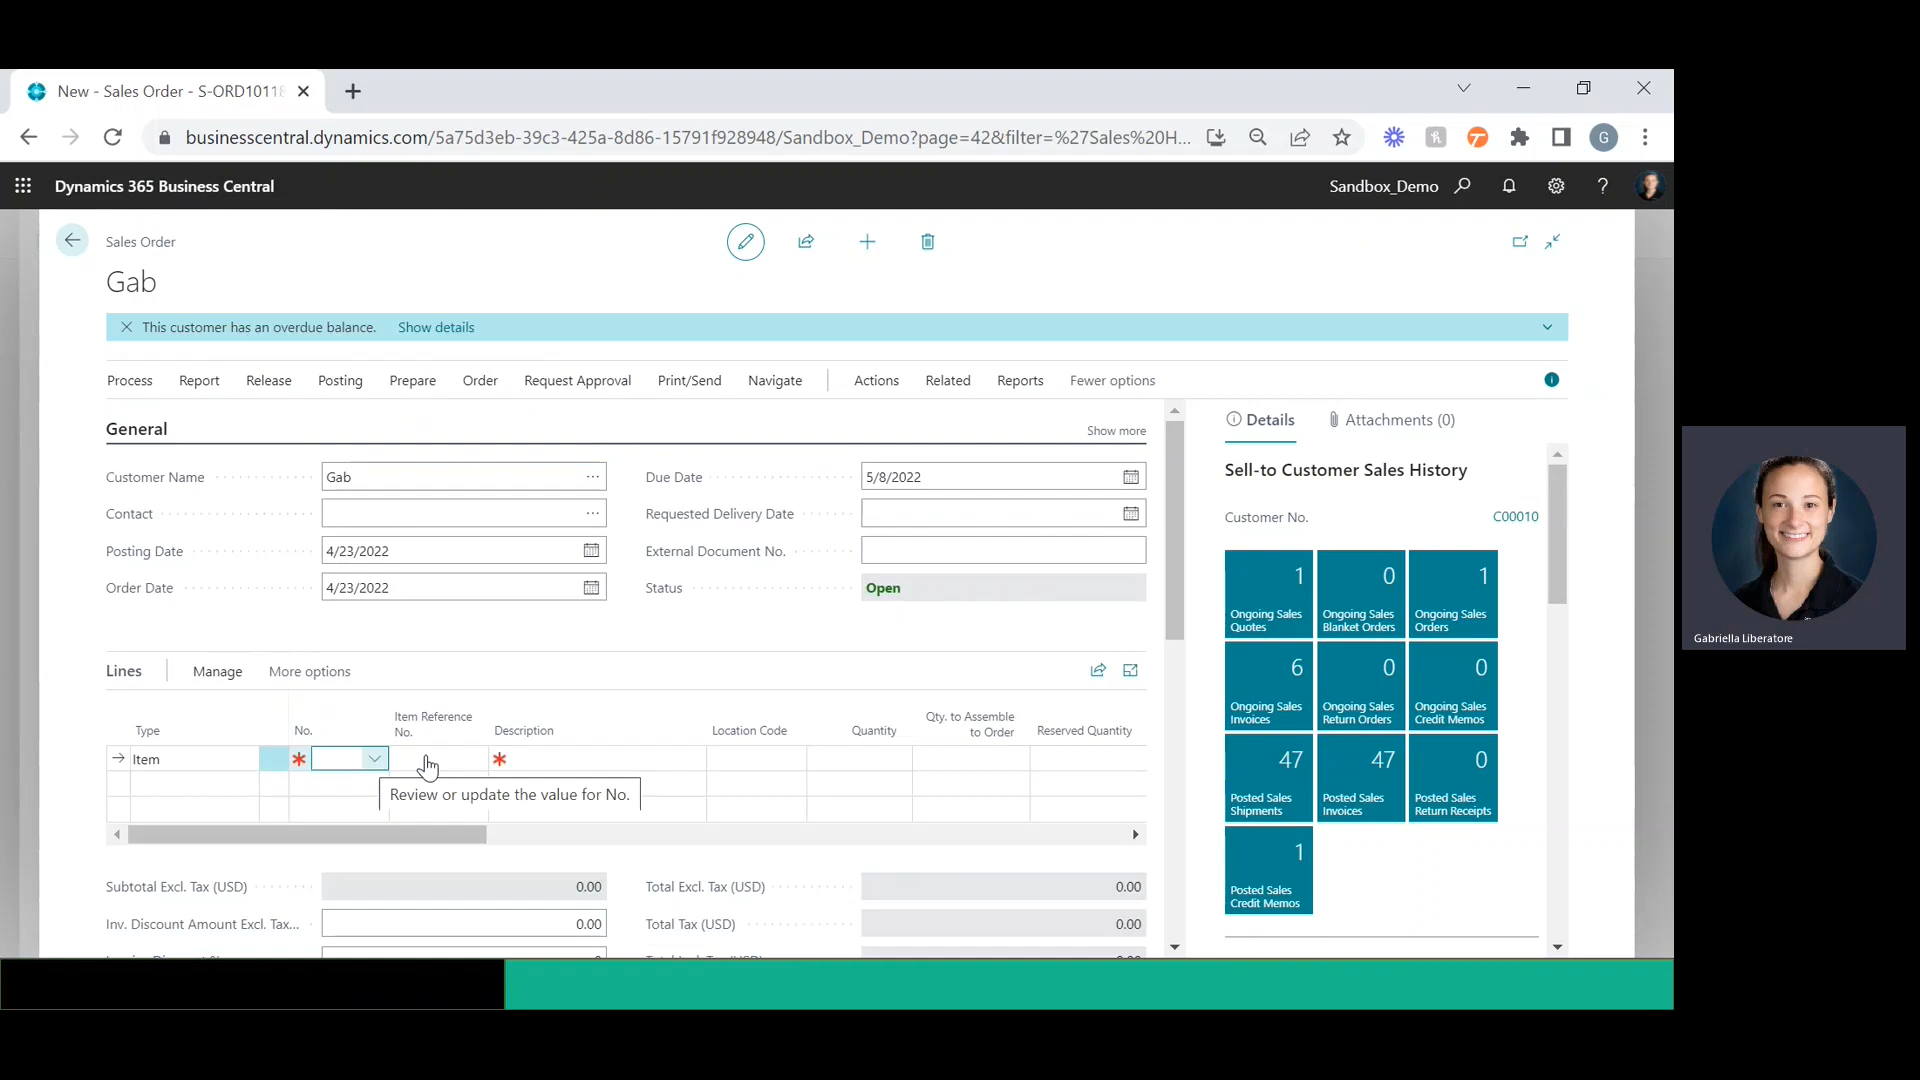 New - Sales Order - S-ORD10118
businesscentral.dynamics.com/5a75d3eb-39c3-425a-8d86-15791f928948/Sandbox_Demo?page=42&filter=%27Sales%20H...
G
Dynamics 365 Business Central
Sandbox_Demo
Sales Order
Gab
This customer has an overdue balance. Show details
Process Report Release Posting Prepare Order Request Approval Print/Send Navigate Actions Related Reports Fewer options
General
Show more
Customer Name Gab
Contact
Posting Date 4/23/2022
Order Date 4/23/2022
Due Date 5/8/2022
Requested Delivery Date
External Document No.
Status Open
Lines Manage More options
Type
No.
Item Reference
No.
Description
Location Code
Quantity
Qty. to Assemble
to Order
Reserved Quantity
Item
Review or update the value for No.
Subtotal Excl. Tax (USD) 0.00
Inv. Discount Amount Excl. Tax... 0.00
Total Excl. Tax (USD) 0.00
Total Tax (USD) 0.00
Details
Attachments (0)
Sell-to Customer Sales History
Customer No. C00010
1
Ongoing Sales
Quotes
0
Ongoing Sales
Blanket Orders
1
Ongoing Sales
Orders
6
Ongoing Sales
Invoices
0
Ongoing Sales
Return Orders
0
Ongoing Sales
Credit Memos
47
Posted Sales
Shipments
47
Posted Sales
Invoices
0
Posted Sales
Return Receipts
1
Posted Sales
Credit Memos
Gabriella Liberatore